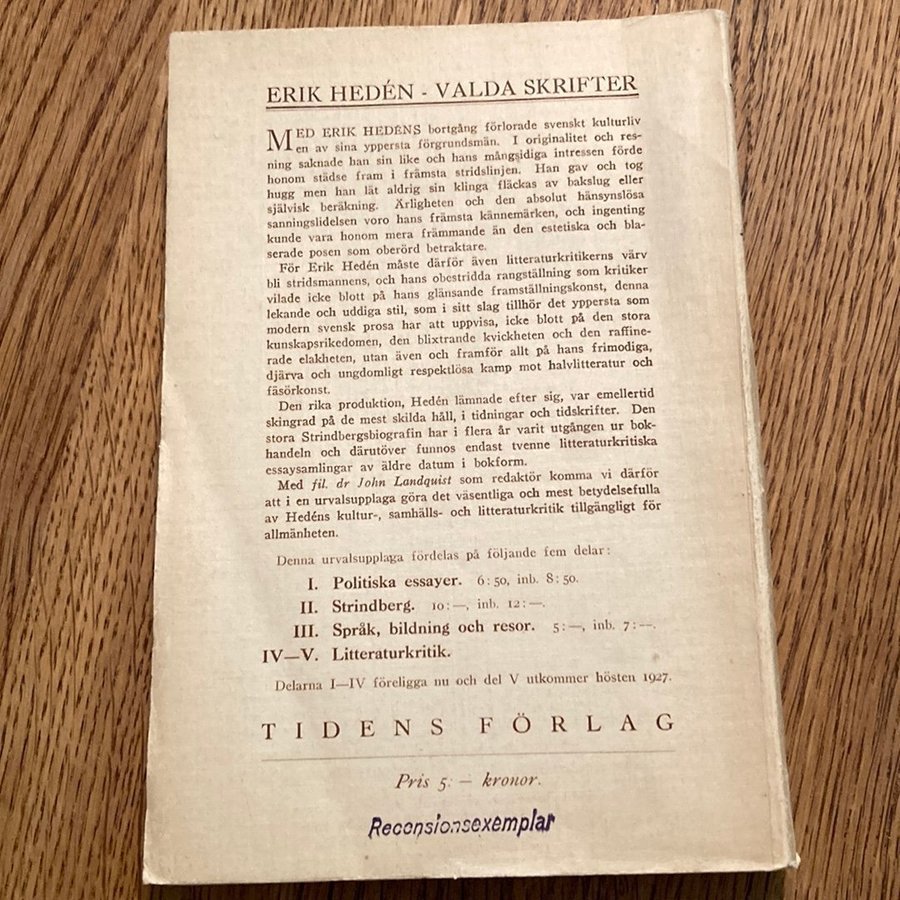 ERIK HEDÉN - VALDA SKRIFTER
MED ERIK HEDÉNS bortgång förlorade svenskt kulturliv
en av sina yppersta förgrundsmän. I originalitet och res-
ning saknade han sin like och hans mångsidiga intressen förde
honom städse fram i främsta stridslinjen. Han gav och tog
hugg men han lät aldrig sin klinga fläckas av bakslug eller
självisk beräkning. Ärligheten och den absolut hänsynslösa
sanningslidelsen voro hans främsta kännemärken, och ingenting
kunde vara honom mera främmande än den estetiska och bla-
serade posen som oberörd betraktare.
För Erik Hedén måste därför även litteraturkritikerns värv
bli stridsmannens, och hans obestridda rangställning som kritiker
vilade icke blott på hans glänsande framställningskonst, denna
lekande och uddiga stil, som i sitt slag tillhör det yppersta som
modern svensk prosa har att uppvisa, icke blott på den stora
kunskapsrikedomen, den blixtrande kvickheten och den raffine-
rade elakheten, utan även och framför allt på hans frimodiga,
djärva och ungdomligt respektlösa kamp mot halvlitteratur och
fåsörkonst.
Den rika produktion, Hedén lämnade efter sig, var emellertid
skingrad på de mest skilda håll, i tidningar och tidskrifter. Den
stora Strindbergsbiografin har i flera år varit utgången ur bok-
handeln och därutöver funnos endast tvenne litteraturkritiska
essaysamlingar av äldre datum i bokform.
Med fil. dr John Landquist som redaktör komma vi därför
att i en urvalsupplaga göra det väsentliga och mest betydelsefulla
av Hedéns kultur-, samhälls- och litteraturkritik tillgängligt för
allmänheten.
Denna urvalsupplaga fördelas på följande fem delar:
I. Politiska essayer. 6:50, inb. 8:50.
II. Strindberg. 10:—, inb. 12:—.
III. Språk, bildning och resor. 5:—, inb. 7:—.
IV—V. Litteraturkritik.
Delarna I—IV föreligga nu och del V utkommer hösten 1927.
TIDENS FÖRLAG
Pris 5:— kronor.
Recensionsexemplar